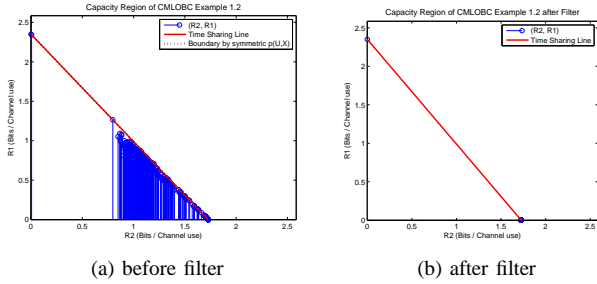 Capacity Region of CMLOBC Example 1.2
2.5
2
1.5
1
0.5
0
R1 (Bits / Channel use)
(R2, R1)
Time Sharing Line
Boundary by symmetric p(U,X)
0 0.5 1 1.5 2 2.5
R2 (Bits / Channel use)
(a) before filter
Capacity Region of CMLOBC Example 1.2 after Filter
2.5
2
1.5
1
0.5
0
R1 (Bits / Channel use)
(R2, R1)
Time Sharing Line
0 0.5 1 1.5 2 2.5
R2 (Bits / Channel use)
(b) after filter